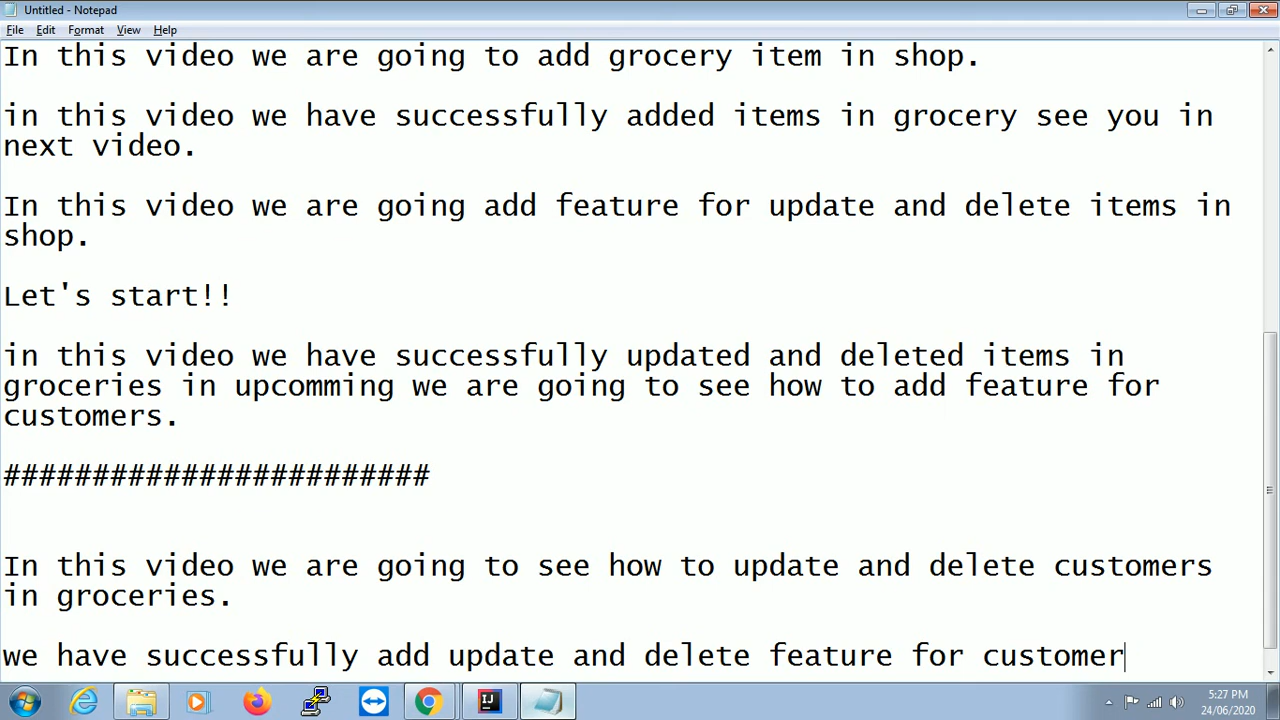 Untitled - Notepad
File Edit Format View Help
In this video we are going to add grocery item in shop.
in this video we have successfully added items in grocery see you in
next video.
In this video we are going add feature for update and delete items in
shop.
Let's start!!
in this video we have successfully updated and deleted items in
groceries in upcomming we are going to see how to add feature for
customers.
########################
In this video we are going to see how to update and delete customers
in groceries.
we have successfully add update and delete feature for customer
5:27 PM
24/06/2020